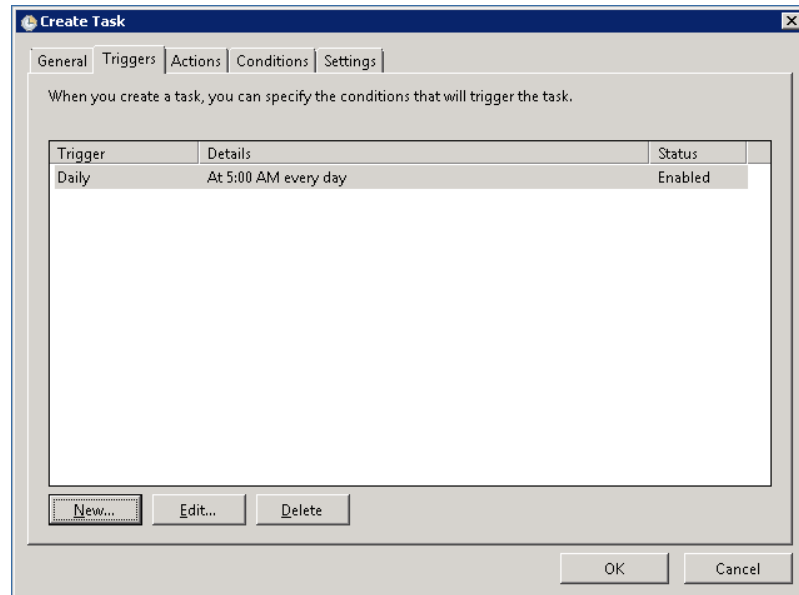 Create Task
General Triggers Actions Conditions Settings
When you create a task, you can specify the conditions that will trigger the task.
Trigger Details Status
Daily At 5:00 AM every day Enabled
New... Edit... Delete
OK Cancel